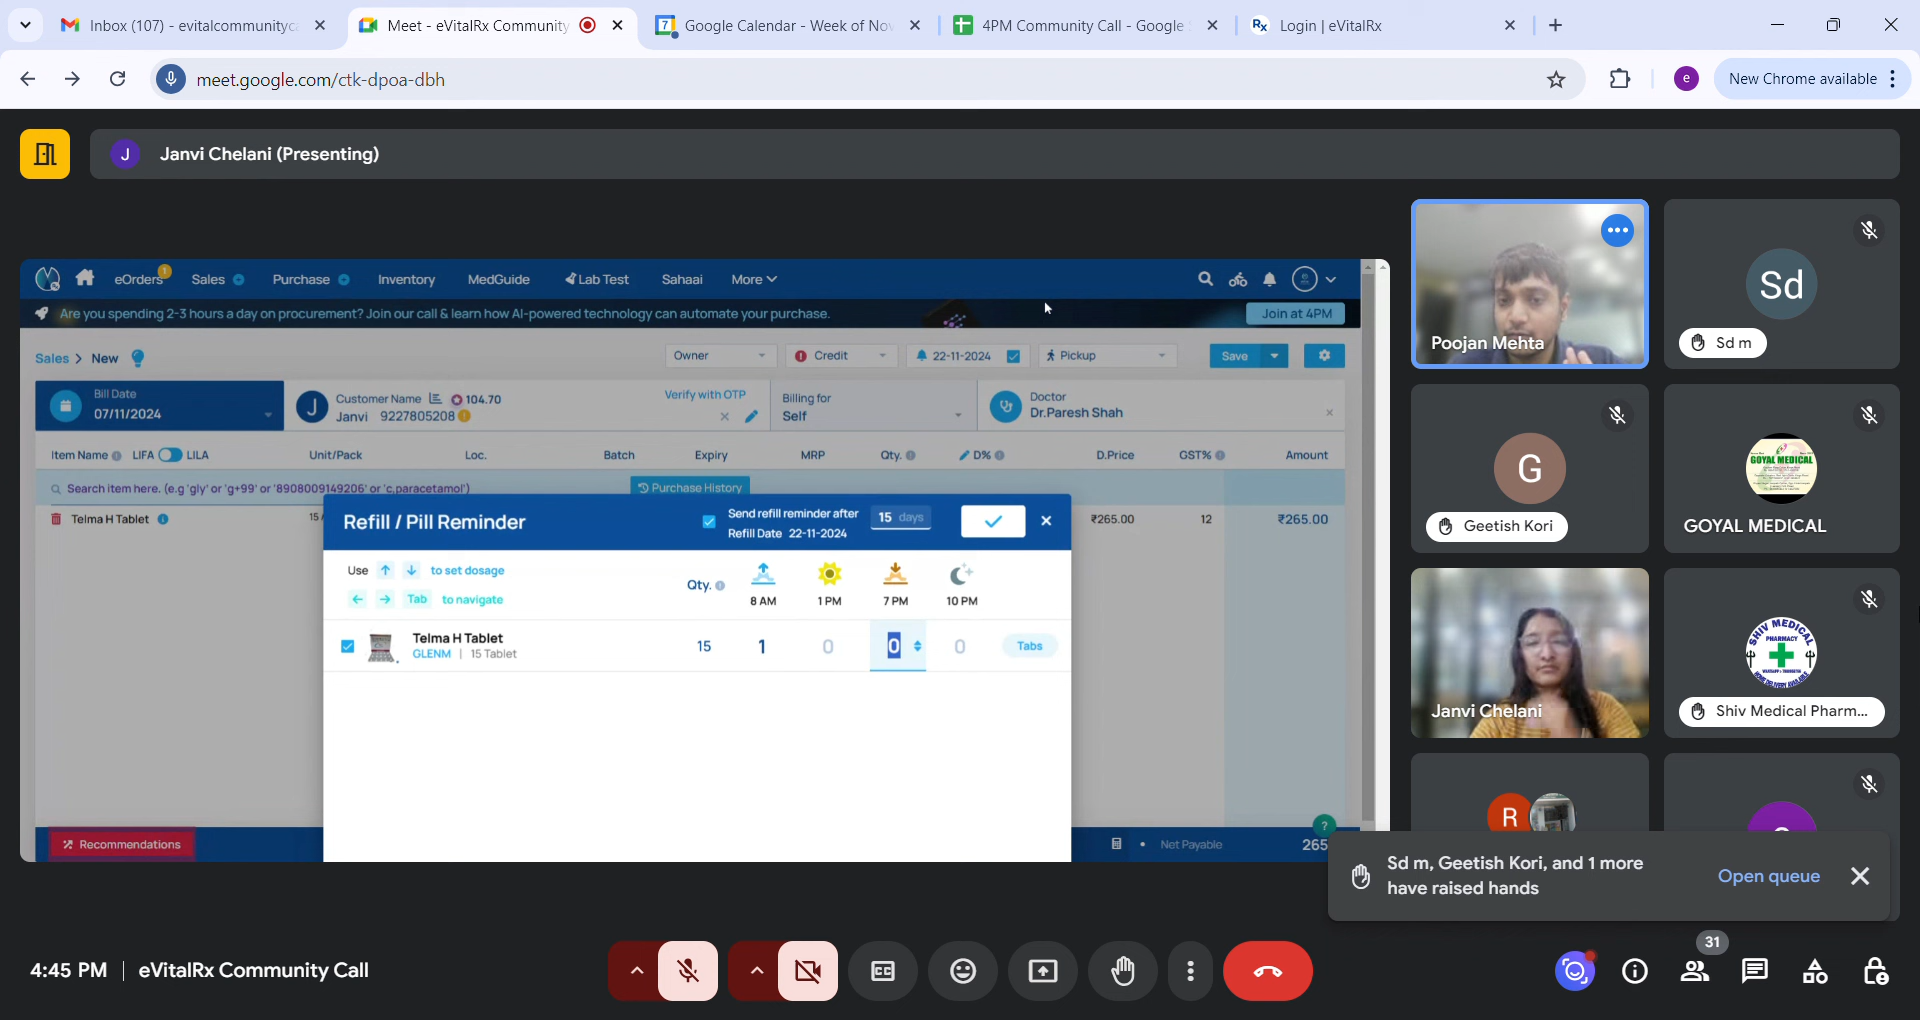 Inbox (107) - evitalcommunityca
Meet - eVitalRx Community
7
Google Calendar - Week of Nov
4PM Community Call - Google
Rx
Login | eVitalRx
meet.google.com/ctk-dpoa-dbh
e
New Chrome available
J
Janvi Chelani (Presenting)
eOrders
1
Sales
Purchase
Inventory
MedGuide
Lab Test
Sahaai
More
Are you spending 2-3 hours a day on procurement? Join our call & learn how AI-powered technology can automate your purchase.
Join at 4PM
Sales > New
Owner
Credit
22-11-2024
Pickup
Save
Bill Date
07/11/2024
J
Customer Name
104.70
Janvi 9227805208
Verify with OTP
Billing for
Self
Doctor
Dr.Paresh Shah
Item Name LIFA LILA
Unit/Pack
Loc.
Batch
Expiry
MRP
Qty.
D%
D.Price
GST%
Amount
Search item here. (e.g 'gly' or 'g+99' or '8908009149206' or 'c,paracetamol')
Purchase History
Telma H Tablet
₹265.00
12
₹265.00
Refill / Pill Reminder
Send refill reminder after
15 days
Refill Date 22-11-2024
Use ↑ ↓ to set dosage
← → Tab to navigate
Qty.
8 AM
1 PM
7 PM
10 PM
Telma H Tablet
GLENM | 15 Tablet
15
1
0
0
0
Tabs
Recommendations
Net Payable
265
?
Poojan Mehta
Sd
Sd m
G
Geetish Kori
GOYAL MEDICAL
GOYAL MEDICAL
Janvi Chelani
SHIV MEDICAL
PHARMACY
Shiv Medical Pharm...
R
Sd m, Geetish Kori, and 1 more
have raised hands
Open queue
4:45 PM | eVitalRx Community Call
31